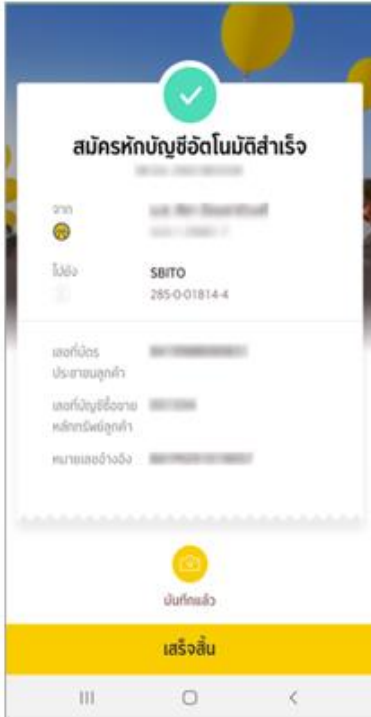 สมัครหักบัญชีอัตโนมัติสำเร็จ
จาก
ไปยัง
SBITO
285-0-01814-4
เลขที่บัตร
ประชาชนลูกค้า
เลขที่บัญชีซื้อขาย
หลักทรัพย์ลูกค้า
หมายเลขอ้างอิง
บันทึกแล้ว
เสร็จสิ้น